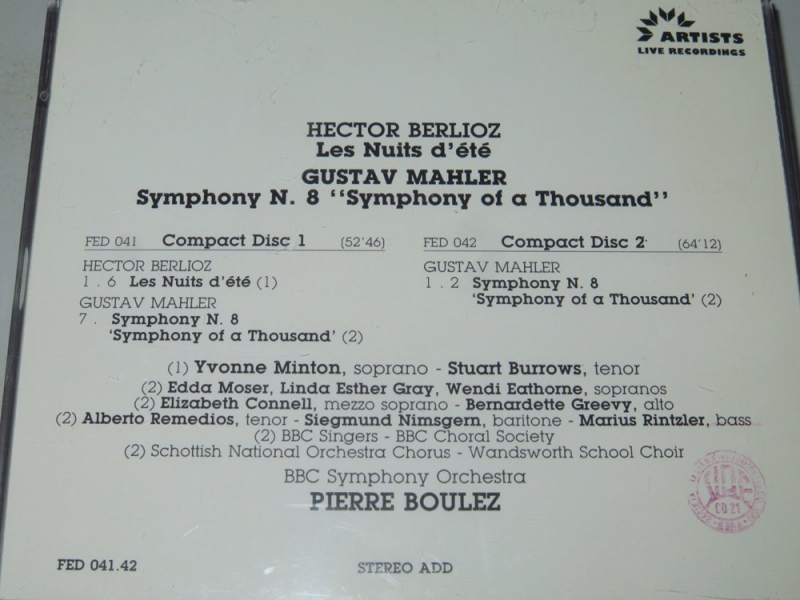 ARTISTS
LIVE RECORDINGS
HECTOR BERLIOZ
Les Nuits d'été
GUSTAV MAHLER
Symphony N. 8 "Symphony of a Thousand"
FED 041 Compact Disc 1 (52'46)
HECTOR BERLIOZ
1 . 6 Les Nuits d'été (1)
GUSTAV MAHLER
7 . Symphony N. 8
'Symphony of a Thousand' (2)
FED 042 Compact Disc 2 (64'12)
GUSTAV MAHLER
1 . 2 Symphony N. 8
'Symphony of a Thousand' (2)
(1) Yvonne Minton, soprano - Stuart Burrows, tenor
(2) Edda Moser, Linda Esther Gray, Wendi Eathorne, sopranos
(2) Elizabeth Connell, mezzo soprano - Bernardette Greevy, alto
(2) Alberto Remedios, tenor - Siegmund Nimsgern, baritone - Marius Rintzler, bass
(2) BBC Singers - BBC Choral Society
(2) Schottish National Orchestra Chorus - Wandsworth School Choir
BBC Symphony Orchestra
PIERRE BOULEZ
CD 21
FED 041.42
STEREO ADD